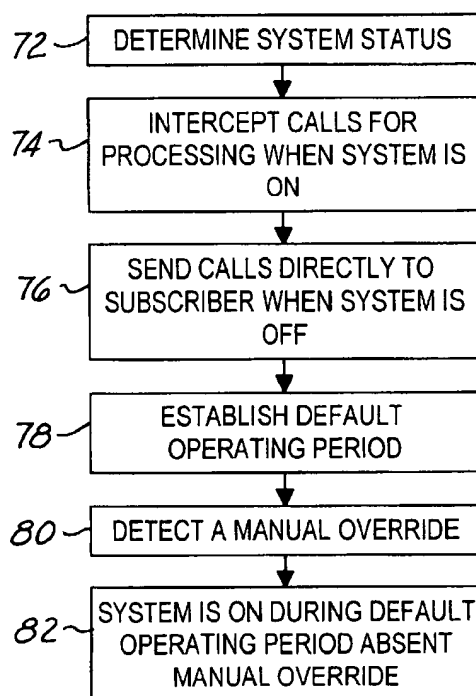 72
DETERMINE SYSTEM STATUS
74
INTERCEPT CALLS FOR
PROCESSING WHEN SYSTEM IS
ON
76
SEND CALLS DIRECTLY TO
SUBSCRIBER WHEN SYSTEM IS
OFF
78
ESTABLISH DEFAULT
OPERATING PERIOD
80
DETECT A MANUAL OVERRIDE
82
SYSTEM IS ON DURING DEFAULT
OPERATING PERIOD ABSENT
MANUAL OVERRIDE